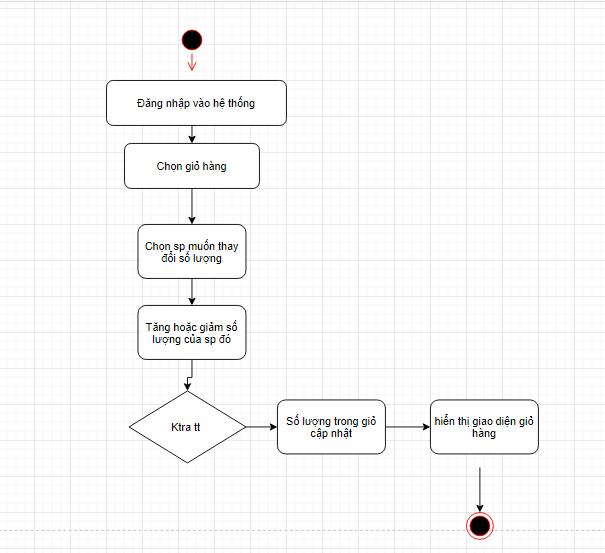 Đăng nhập vào hệ thống
Chọn giỏ hàng
Chọn sp muốn thay
đổi số lượng
Tăng hoặc giảm số
lượng của sp đó
Ktra tt
Số lượng trong giỏ
cập nhật
hiển thị giao diện giỏ
hàng